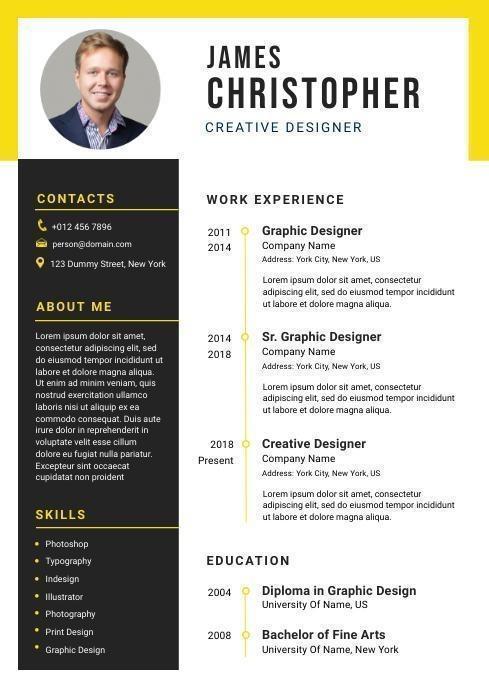 JAMES
CHRISTOPHER
CREATIVE DESIGNER
CONTACTS
+012 456 7896
person@domain.com
123 Dummy Street, New York
ABOUT ME
Lorem ipsum dolor sit amet,
consectetur adipiscing elit, sed
do eiusmod tempor incididunt ut
labore et dolore magna aliqua.
Ut enim ad minim veniam, quis
nostrud exercitation ullamco
laboris nisi ut aliquip ex ea
commodo consequat. Duis aute
irure dolor in reprehenderit in
voluptate velit esse cillum
dolore eu fugiat nulla pariatur.
Excepteur sint occaecat
cupidatat non proident
SKILLS
Photoshop
Typography
Indesign
Illustrator
Photography
Print Design
Graphic Design
WORK EXPERIENCE
2011
2014
Graphic Designer
Company Name
Address: York City, New York, US
Lorem ipsum dolor sit amet, consectetur
adipiscing elit, sed do eiusmod tempor incididunt
ut labore et dolore magna aliqua.
2014
2018
Sr. Graphic Designer
Company Name
Address: York City, New York, US
Lorem ipsum dolor sit amet, consectetur
adipiscing elit, sed do eiusmod tempor incididunt
ut labore et dolore magna aliqua.
2018
Present
Creative Designer
Company Name
Address: York City, New York, US
Lorem ipsum dolor sit amet, consectetur
adipiscing elit, sed do eiusmod tempor incididunt
ut labore et dolore magna aliqua.
EDUCATION
2004
Diploma in Graphic Design
University Of Name, US
2008
Bachelor of Fine Arts
University Of Name, New York